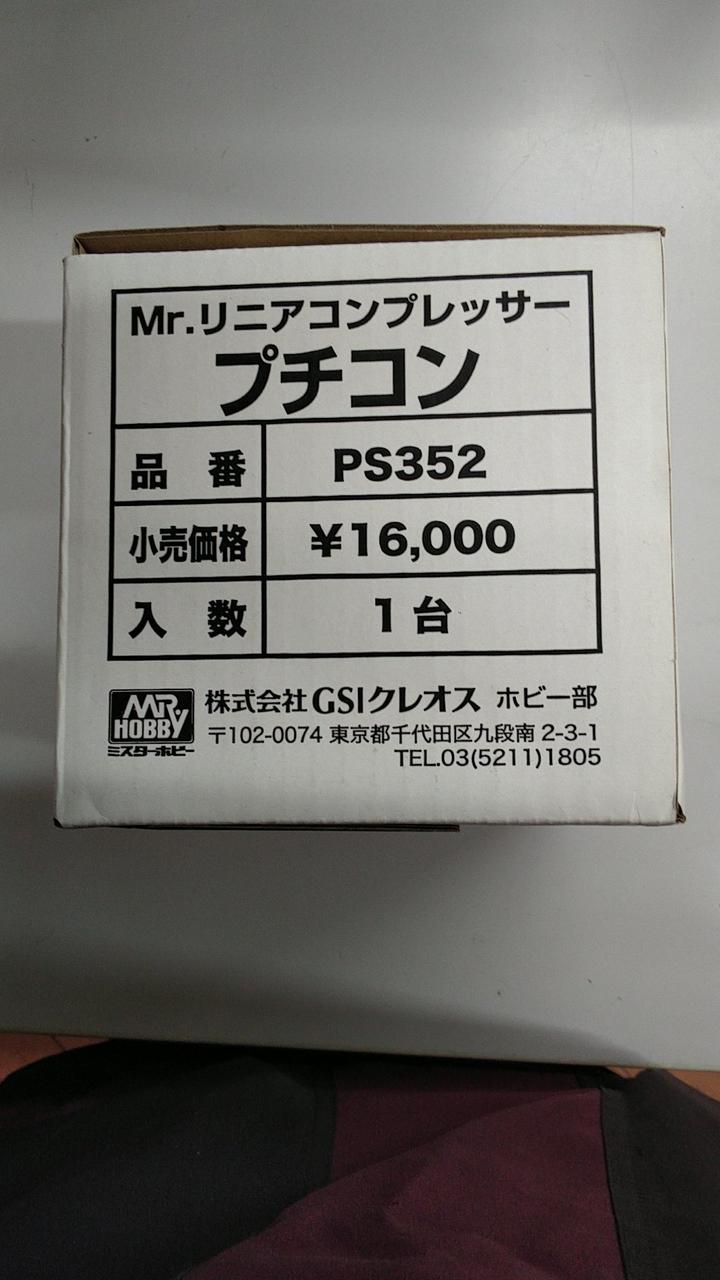 Mr.リニアコンプレッサー
プチコン
品 番 PS352
小売価格 ¥16,000
入 数 1台
MR. HOBBY
ミスターホビー
株式会社GSIクレオス ホビー部
〒102-0074 東京都千代田区九段南 2-3-1
TEL.03(5211)1805